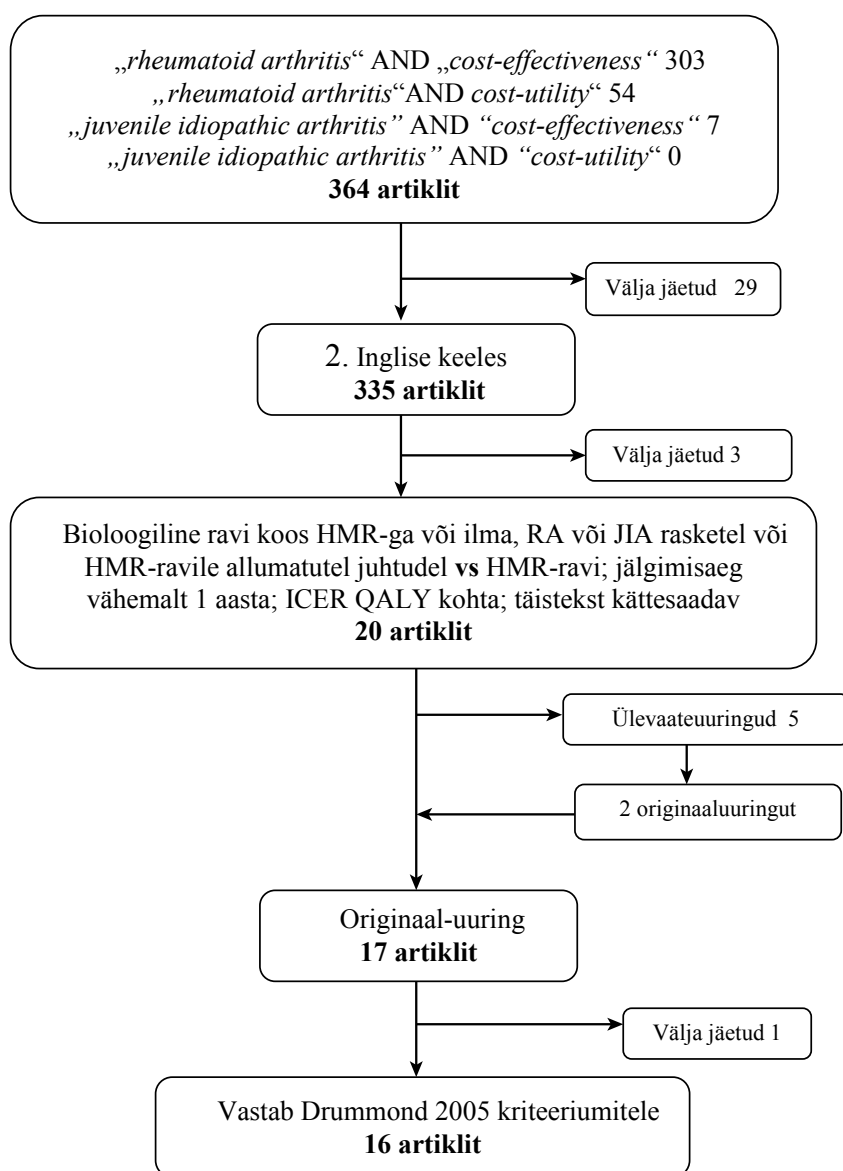 „rheumatoid arthritis“ AND „cost-effectiveness“ 303
„rheumatoid arthritis“AND cost-utility“ 54
„juvenile idiopathic arthritis” AND “cost-effectiveness“ 7
„juvenile idiopathic arthritis” AND “cost-utility“ 0
364 artiklit
Välja jäetud 29
2. Inglise keeles
335 artiklit
Välja jäetud 3
Bioloogiline ravi koos HMR-ga või ilma, RA või JIA rasketel või
HMR-ravile allumatutel juhtudel vs HMR-ravi; jälgimisaeg
vähemalt 1 aasta; ICER QALY kohta; täistekst kättesaadav
20 artiklit
Ülevaateuuringud 5
2 originaaluuringut
Originaal-uuring
17 artiklit
Välja jäetud 1
Vastab Drummond 2005 kriteeriumitele
16 artiklit